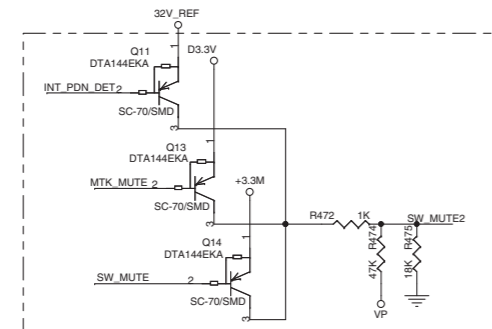 32V_REF
1
Q11
D3.3V
DTA144EKA
INT_PDN_DET 2
SC-70/SMD
3
1
Q13
DTA144EKA
+3.3M
MTK_MUTE 2
SC-70/SMD
3
R472 1K SW_MUTE2
1
Q14
DTA144EKA
47K R474
18K R475
SW_MUTE 2
SC-70/SMD
VP
3